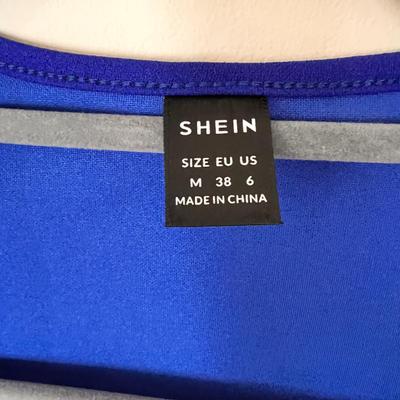 SHEIN
SIZE EU US
M 38 6
MADE IN CHINA